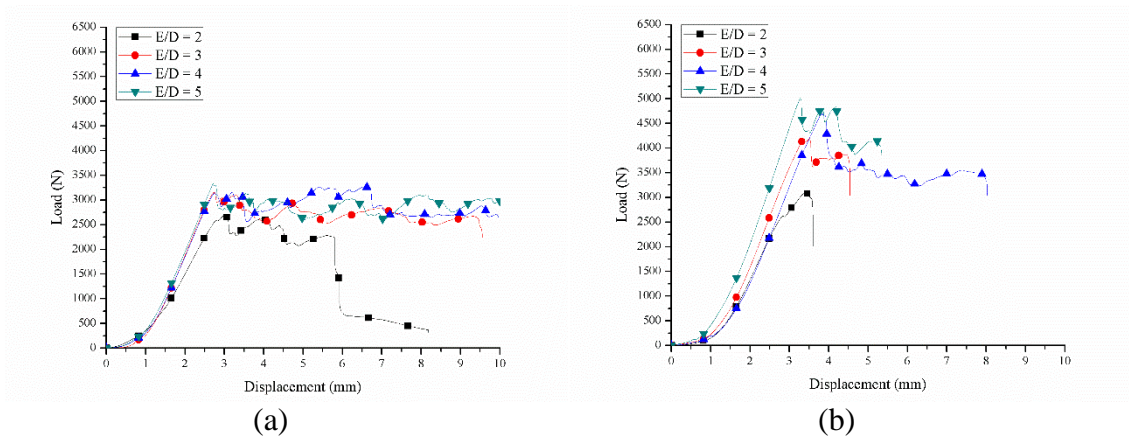 6500
6000
5500
5000
4500
4000
3500
3000
2500
2000
1500
1000
500
0
Load (N)
E/D = 2
E/D = 3
E/D = 4
E/D = 5
0 1 2 3 4 5 6 7 8 9 10
Displacement (mm)
(a)
6500
6000
5500
5000
4500
4000
3500
3000
2500
2000
1500
1000
500
0
Load (N)
E/D = 2
E/D = 3
E/D = 4
E/D = 5
0 1 2 3 4 5 6 7 8 9 10
Displacement (mm)
(b)